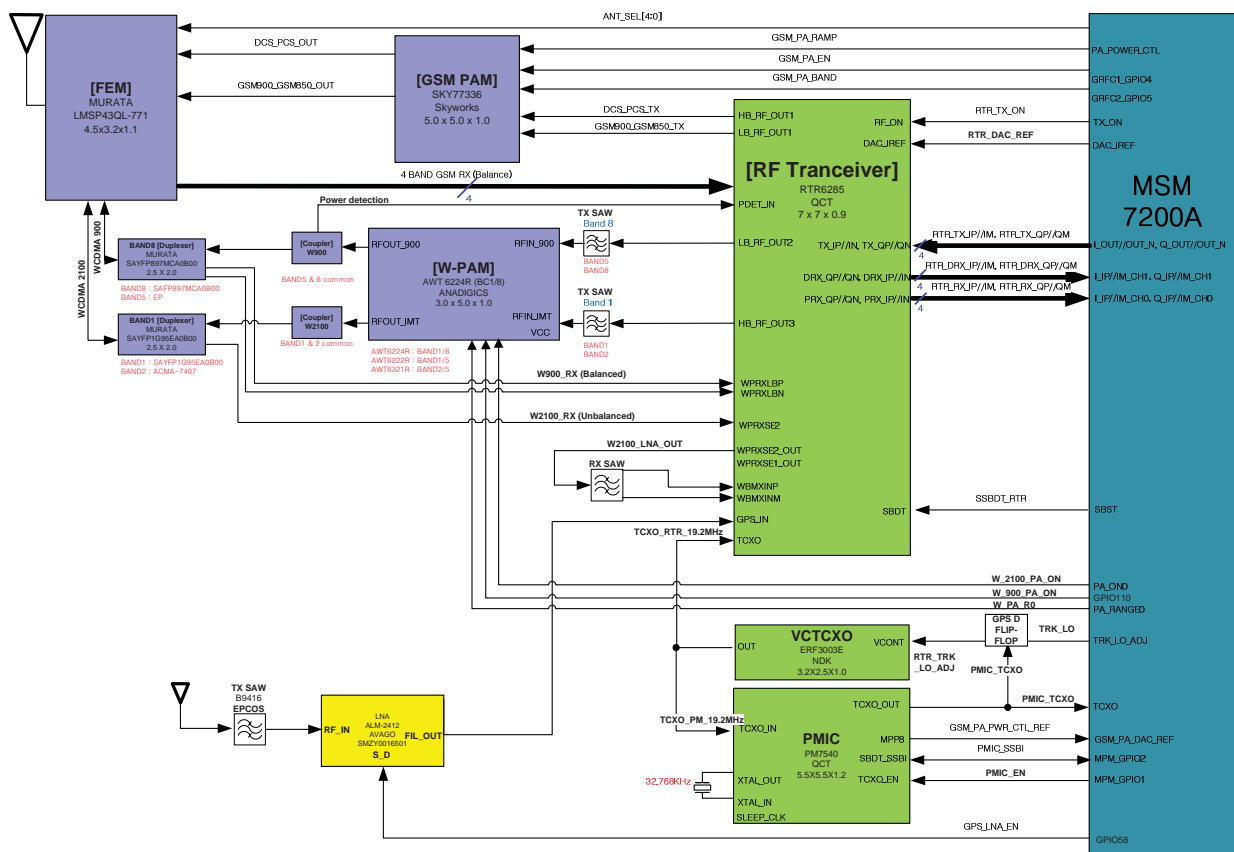 ANT_SEL[4:0]
DCS_PCS_OUT
GSM_PA_RAMP
PA_POWER_CTL
GSM_PA_EN
GRFC1_GPIO4
GSM_PA_BAND
GRFC2_GPIO5
[FEM]
MURATA
LMSP43QL-771
4.5x3.2x1.1
GSM900_GSM850_OUT
[GSM PAM]
SKY77336
Skyworks
5.0 x 5.0 x 1.0
DCS_PCS_TX
GSM900_GSM850_TX
HB_RF_OUT1
LB_RF_OUT1
RF_ON
RTR_TX_ON
TX_ON
DAC_IREF
RTR_DAC_REF
DAC_IREF
[RF Tranceiver]
RTR6285
QCT
7 x 7 x 0.9
MSM
7200A
4 BAND GSM RX (Balance)
4
Power detection
PDET_IN
WCDMA 900
WCDMA 2100
BAND8 [Duplexer]
MURATA
SAYFP897MCA0B00
2.5 X 2.0
BAND8 : SAFP897MCA0B00
BAND5 : EP
[Coupler]
W900
BAND5 & 8 common
RFOUT_900
[W-PAM]
AWT 6224R (BC1/8)
ANADIGICS
3.0 x 5.0 x 1.0
RFIN_900
TX SAW
Band 8
BAND5
BAND8
LB_RF_OUT2
TX_IP//IN, TX_QP//QN
4
RTR_TX_IP//IM, RTR_TX_QP//QM
I_OUT//OUT_N, Q_OUT//OUT_N
DRX_QP//QN, DRX_IP//IN
4
RTR_DRX_IP//IM, RTR_DRX_QP//QM
I_IP//IM_CH1, Q_IP//IM_CH1
PRX_QP//QN, PRX_IP//IN
4
RTR_RX_IP//IM, RTR_RX_QP//QM
I_IP//IM_CH0, Q_IP//IM_CH0
BAND1 [Duplexer]
MURATA
SAYFP1G95EA0B00
2.5 X 2.0
BAND1 : SAYFP1G95EA0B00
BAND2 : ACMA-7407
[Coupler]
W2100
BAND1 & 2 common
RFOUT_IMT
RFIN_IMT
VCC
TX SAW
Band 1
BAND1
BAND2
HB_RF_OUT3
AWT6224R : BAND1/8
AWT6222R : BAND1/5
AWT6321R : BAND2/5
W900_RX (Balanced)
WPRXLBP
WPRXLBN
W2100_RX (Unbalanced)
WPRXSE2
W2100_LNA_OUT
WPRXSE2_OUT
WPRXSE1_OUT
RX SAW
WBMXINP
WBMXINM
SBDT
SSBDT_RTR
SBST
GPS_IN
TCXO_RTR_19.2MHz
TCXO
W_2100_PA_ON
PA_ON0
W_900_PA_ON
GPIO110
W_PA_R0
PA_RANGE0
VCTCXO
ERF3003E
NDK
3.2X2.5X1.0
OUT
VCONT
GPS D
FLIP-
FLOP
TRK_LO
TRK_LO_ADJ
RTR_TRK
_LO_ADJ
PMIC_TCXO
TX SAW
B9416
EPCOS
RF_IN
LNA
ALM-2412
AVAGO
SMZY0016501
S_D
FIL_OUT
TCXO_PM_19.2MHz
TCXO_IN
PMIC
PM7540
QCT
5.5X5.5X1.2
TCXO_OUT
PMIC_TCXO
TCXO
MPP8
GSM_PA_PWR_CTL_REF
GSM_PA_DAC_REF
SBDT_SSBI
PMIC_SSBI
MPM_GPIO2
TCXO_EN
PMIC_EN
MPM_GPIO1
32.768KHz
XTAL_OUT
XTAL_IN
SLEEP_CLK
GPS_LNA_EN
GPIO58